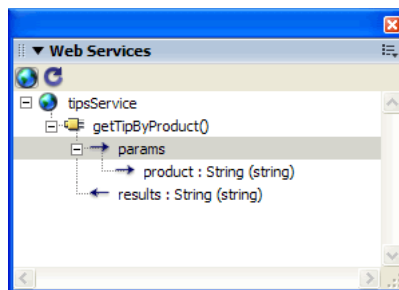 Web Services
tipsService
getTipByProduct()
params
product : String (string)
results : String (string)